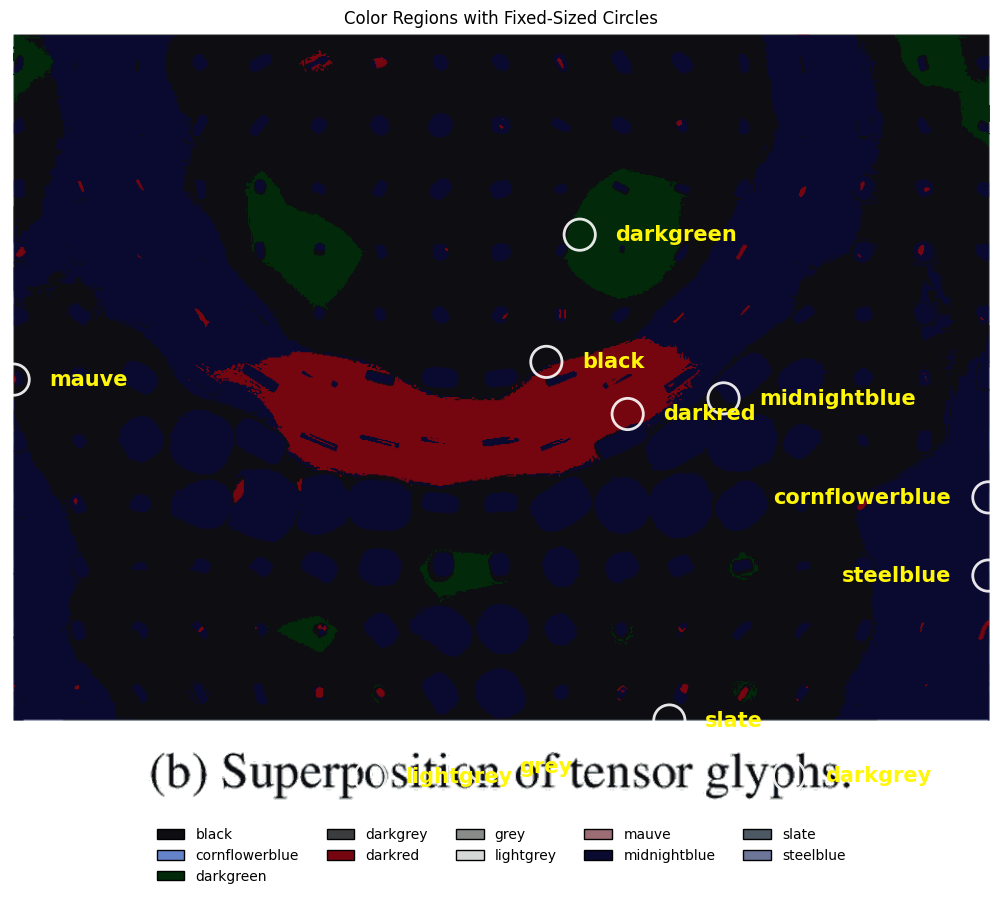 Color Regions with Fixed-Sized Circles
darkgreen
black
mauve
midnightblue
darkred
cornflowerblue
steelblue
slate
(b) Superposition of tensor glyphs.
lightgrey
grey
darkgrey
black darkgrey grey mauve slate
cornflowerblue darkred lightgrey midnightblue steelblue
darkgreen